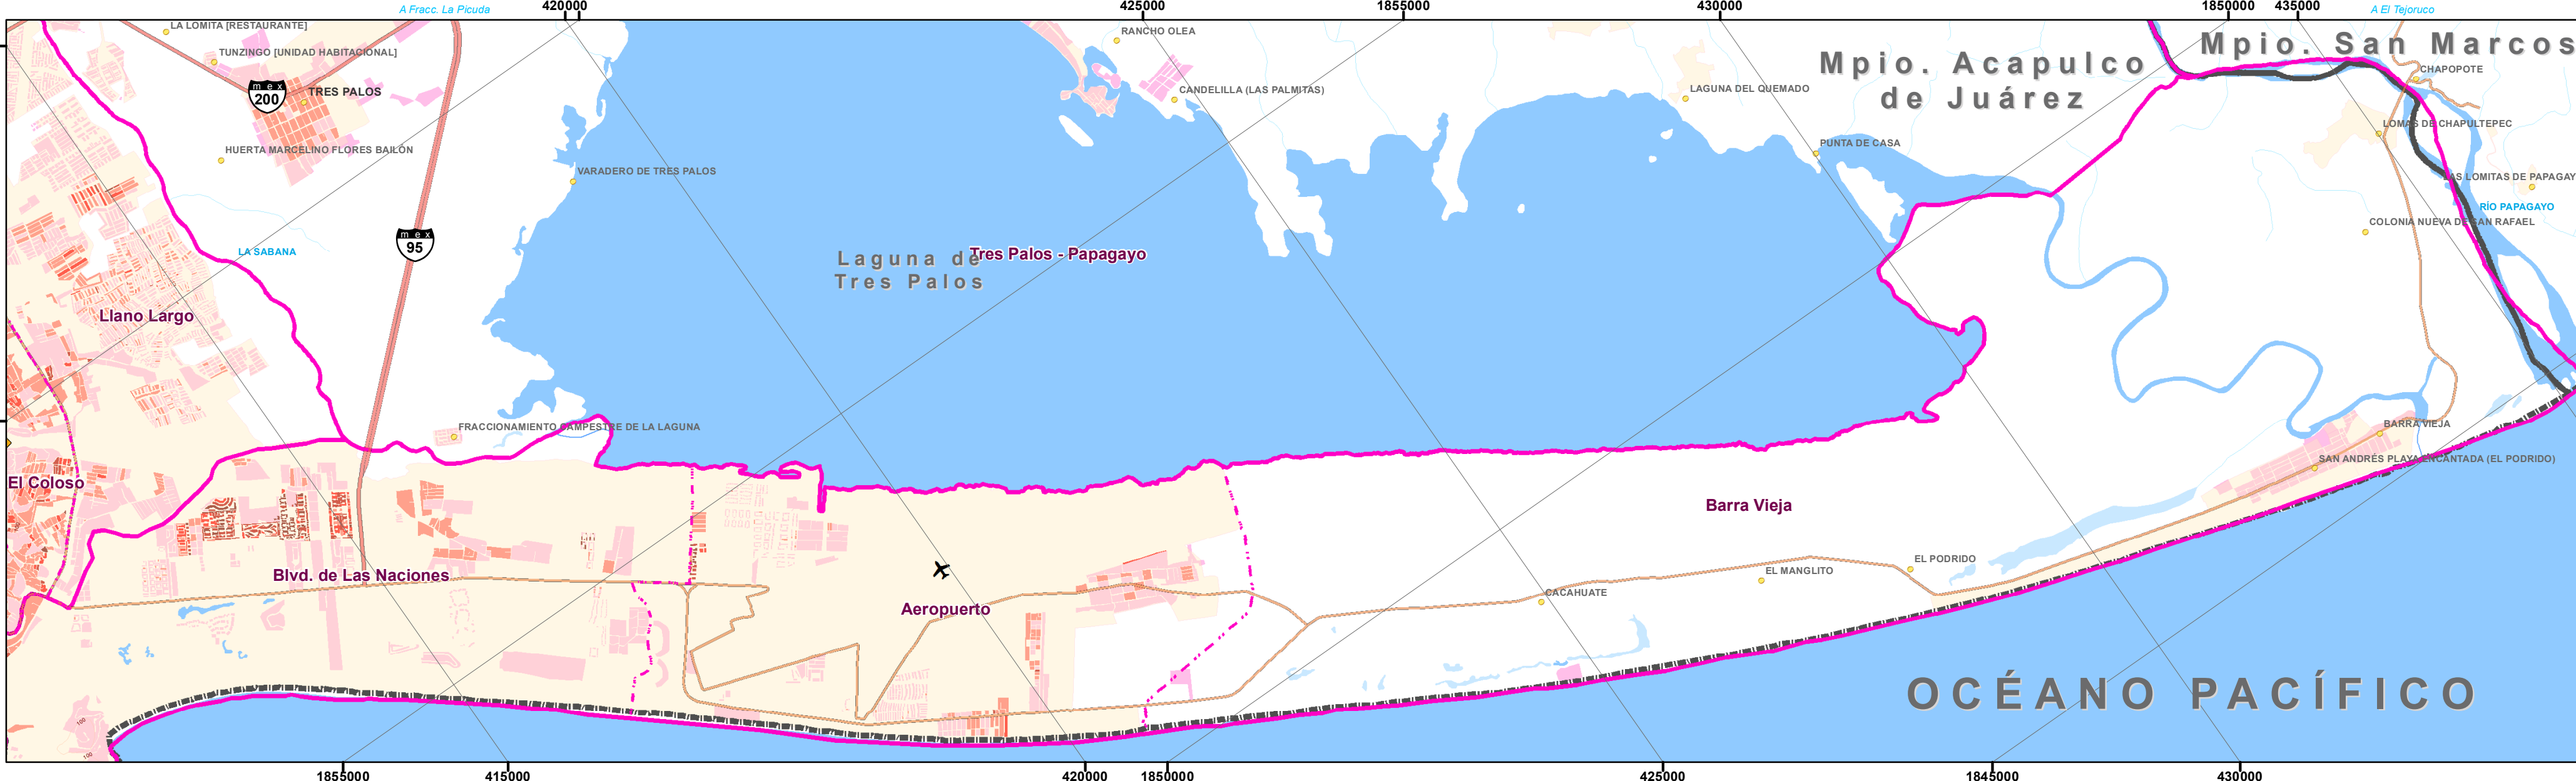 A Fracc. La Picuda
420000
425000
1855000
430000
1850000
435000
A El Tejoruco
LA LOMITA [RESTAURANTE]
TUNZINGO [UNIDAD HABITACIONAL]
mex
200
TRES PALOS
HUERTA MARCELINO FLORES BAILÓN
VARADERO DE TRES PALOS
RANCHO OLEA
CANDELILLA (LAS PALMITAS)
LAGUNA DEL QUEMADO
Mpio. Acapulco
de Juárez
Mpio. San Marcos
CHAPOPOTE
LOMAS DE CHAPULTEPEC
PUNTA DE CASA
LAS LOMITAS DE PAPAGAY
RÍO PAPAGAYO
COLONIA NUEVA DE SAN RAFAEL
mex
95
LA SABANA
Laguna de
Tres Palos
Tres Palos - Papagayo
Llano Largo
FRACCIONAMIENTO CAMPESTRE DE LA LAGUNA
BARRA VIEJA
SAN ANDRÉS PLAYA ENCANTADA (EL PODRIDO)
El Coloso
Barra Vieja
EL PODRIDO
EL MANGLITO
Blvd. de Las Naciones
CACAHUATE
Aeropuerto
OCÉANO PACÍFICO
100
100
1855000
415000
420000
1850000
425000
1845000
430000